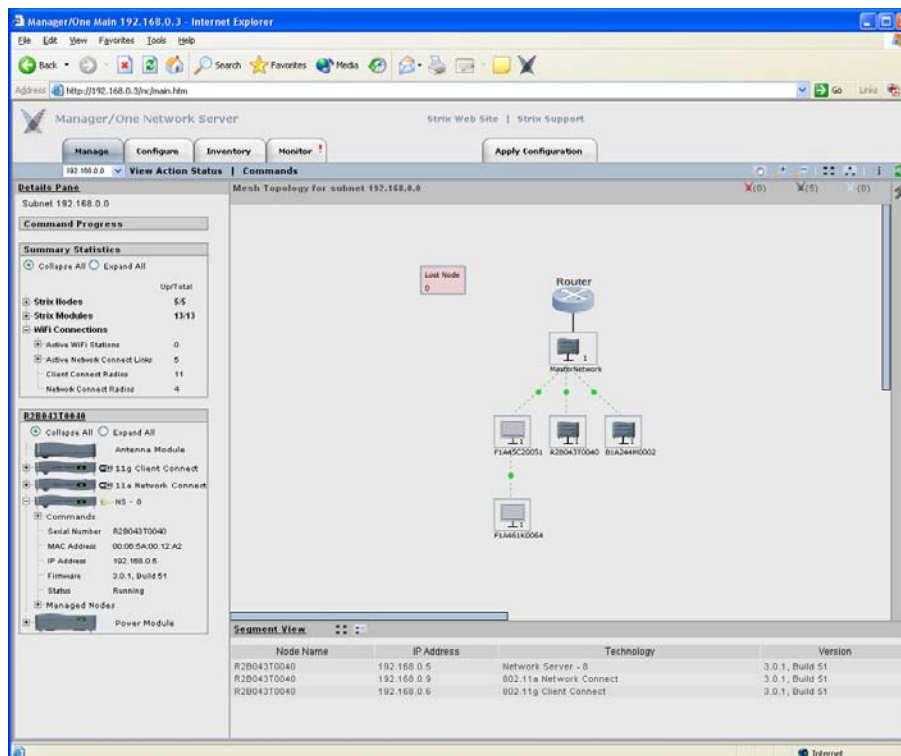 Manager/One Main 192.168.0.3 - Internet Explorer
File Edit View Favorites Tools Help
Back Search Favorites Media
Address http://192.168.0.3/nc/main.htm Go Links
Manager/One Network Server Strix Web Site | Strix Support
Manage Configure Inventory Monitor ! Apply Configuration
192.168.0.0 View Action Status | Commands
Details Pane
Subnet 192.168.0.0
Command Progress
Summary Statistics
Collapse All Expand All
Up/Total
Strix Nodes 5/5
Strix Modules 13/13
WiFi Connections
Active WiFi Stations 0
Active Network Connect Links 5
Client Connect Radios 11
Network Connect Radios 4
R2B043T0040
Collapse All Expand All
Antenna Module
11g Client Connect
11a Network Connect
NS - 8
Commands
Serial Number R2B043T0040
MAC Address 00:06:5A:00:12:A2
IP Address 192.168.0.5
Firmware 3.0.1, Build 51
Status Running
Managed Nodes
Power Module
Mesh Topology for subnet 192.168.0.0 (0) (5) (0)
Lost Node
0
Router
1
MasterNetwork
1 1 1
F1A45C20051 R2B043T0040 B1A244M0002
1
F1A461K0064
Segment View
Node Name IP Address Technology Version
R2B043T0040 192.168.0.5 Network Server - 8 3.0.1, Build 51
R2B043T0040 192.168.0.9 802.11a Network Connect 3.0.1, Build 51
R2B043T0040 192.168.0.6 802.11g Client Connect 3.0.1, Build 51
Internet